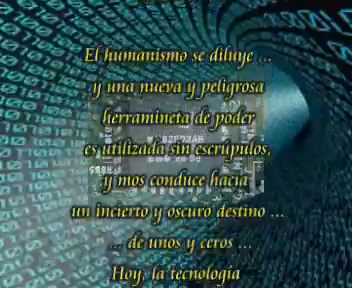 El humanismo se diluye ...
y una nueva y peligrosa
herramineta de poder
es utilizada sin escrúpulos,
y mos conduce hacia
un incierto y oscuro destino ...
... de unos y ceros ...
Hoy, la tecnología